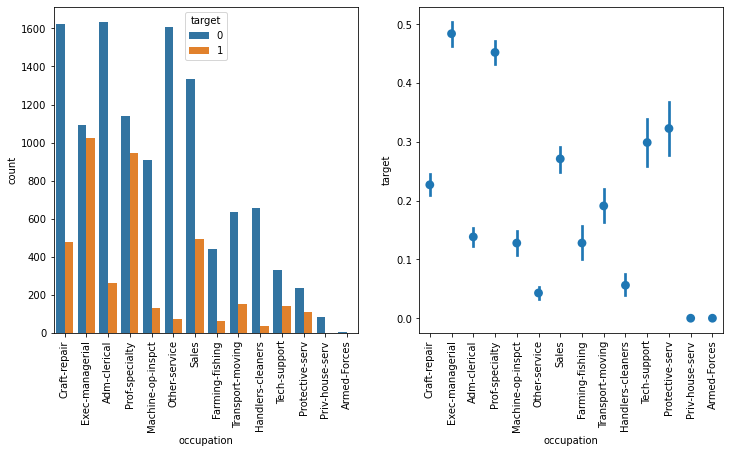 target
0
1
1600
1400
1200
1000
800
600
400
200
0
count
Craft-repair
Exec-managerial
Adm-clerical
Prof-specialty
Machine-op-inspct
Other-service
Sales
Farming-fishing
Transport-moving
Handlers-cleaners
Tech-support
Protective-serv
Priv-house-serv
Armed-Forces
occupation
0.5
0.4
0.3
0.2
0.1
0.0
target
Craft-repair
Exec-managerial
Adm-clerical
Prof-specialty
Machine-op-inspct
Other-service
Sales
Farming-fishing
Transport-moving
Handlers-cleaners
Tech-support
Protective-serv
Priv-house-serv
Armed-Forces
occupation